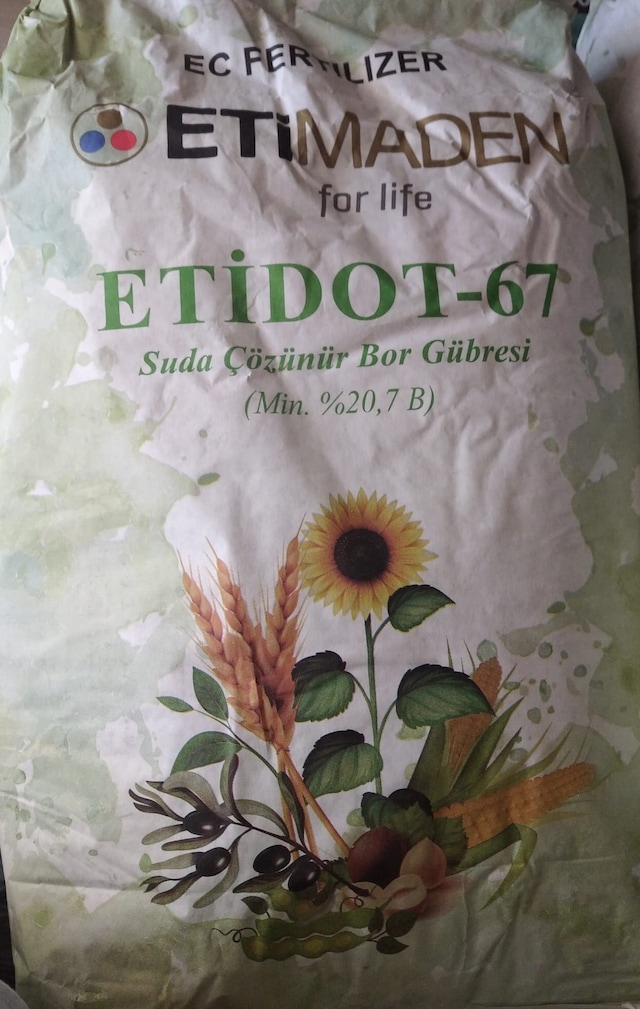 EC FERTILIZER
ETİMADEN
for life
ETİDOT-67
Suda Çözünür Bor Gübresi
(Min. %20,7 B)